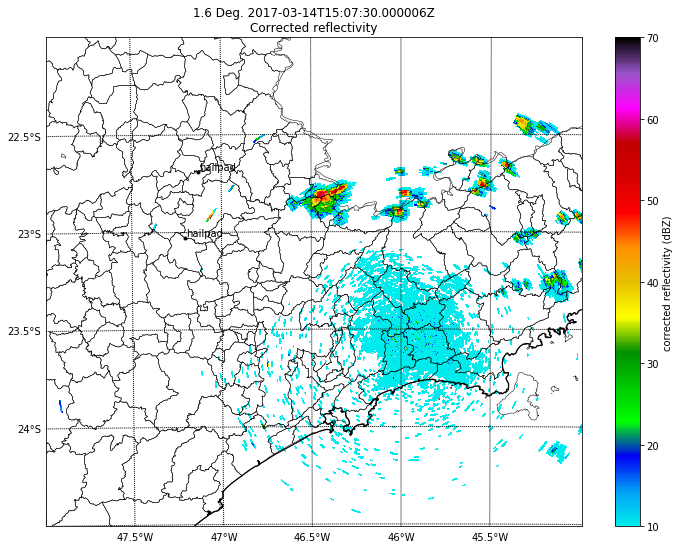 1.6 Deg. 2017-03-14T15:07:30.000006Z
Corrected reflectivity
70
60
50
40
30
20
10
corrected reflectivity (dBZ)
22.5°S
23°S
23.5°S
24°S
hailpad
hailpad
47.5°W
47°W
46.5°W
46°W
45.5°W